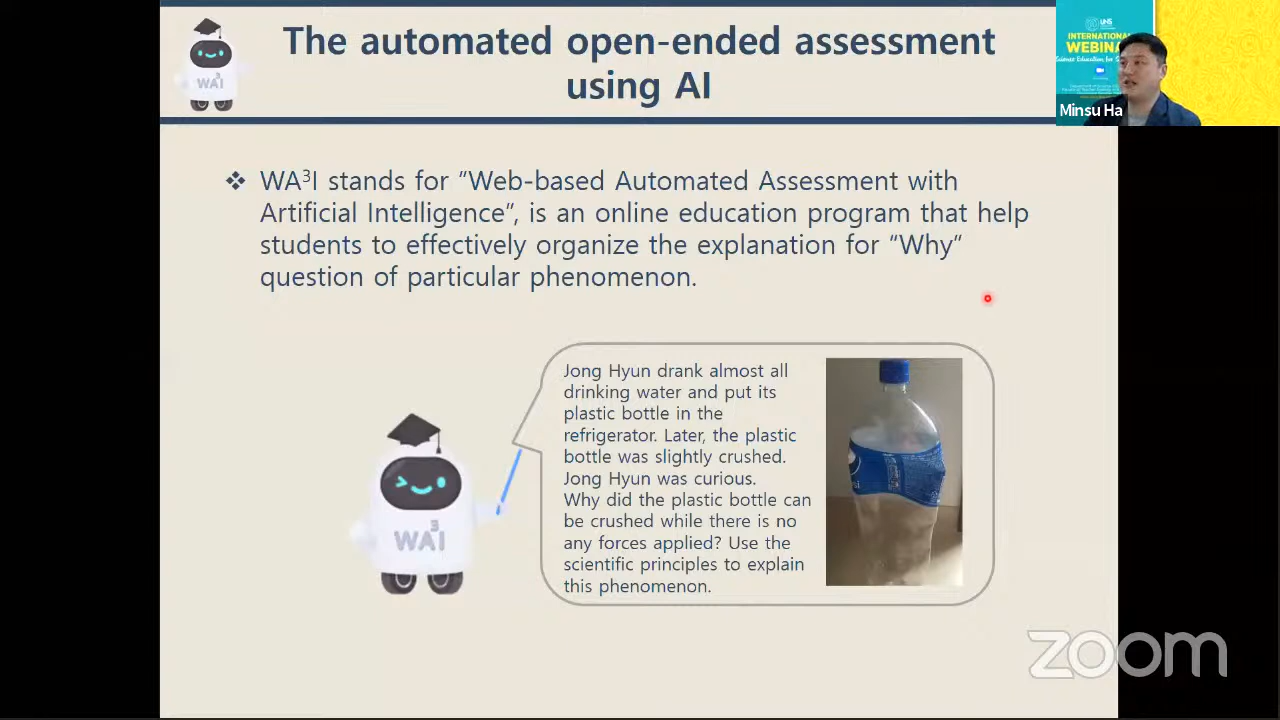 The automated open-ended assessment
using AI
WA³I
UNS
INTERNATIONAL
WEBINA
Minsu Ha
❖ WA³I stands for “Web-based Automated Assessment with
Artificial Intelligence”, is an online education program that help
students to effectively organize the explanation for “Why”
question of particular phenomenon.
Jong Hyun drank almost all
drinking water and put its
plastic bottle in the
refrigerator. Later, the plastic
bottle was slightly crushed.
Jong Hyun was curious.
Why did the plastic bottle can
be crushed while there is no
any forces applied? Use the
scientific principles to explain
this phenomenon.
WA³I
zoom